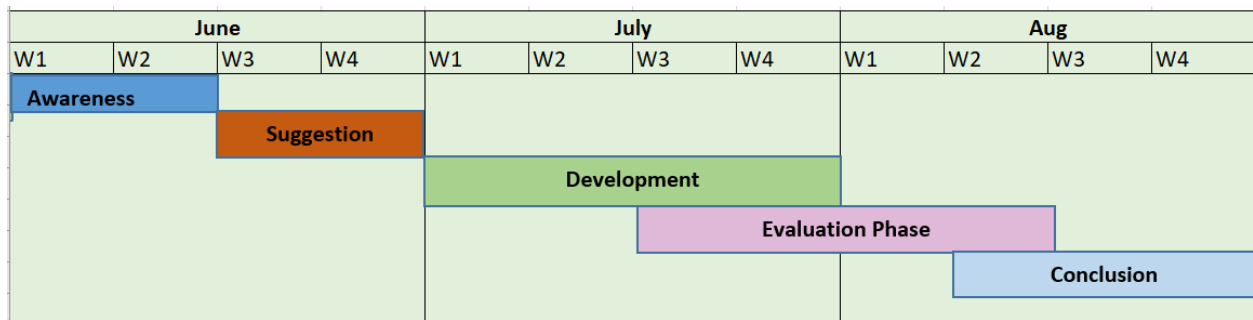 June July Aug
W1 W2 W3 W4 W1 W2 W3 W4 W1 W2 W3 W4
Awareness
Suggestion
Development
Evaluation Phase
Conclusion